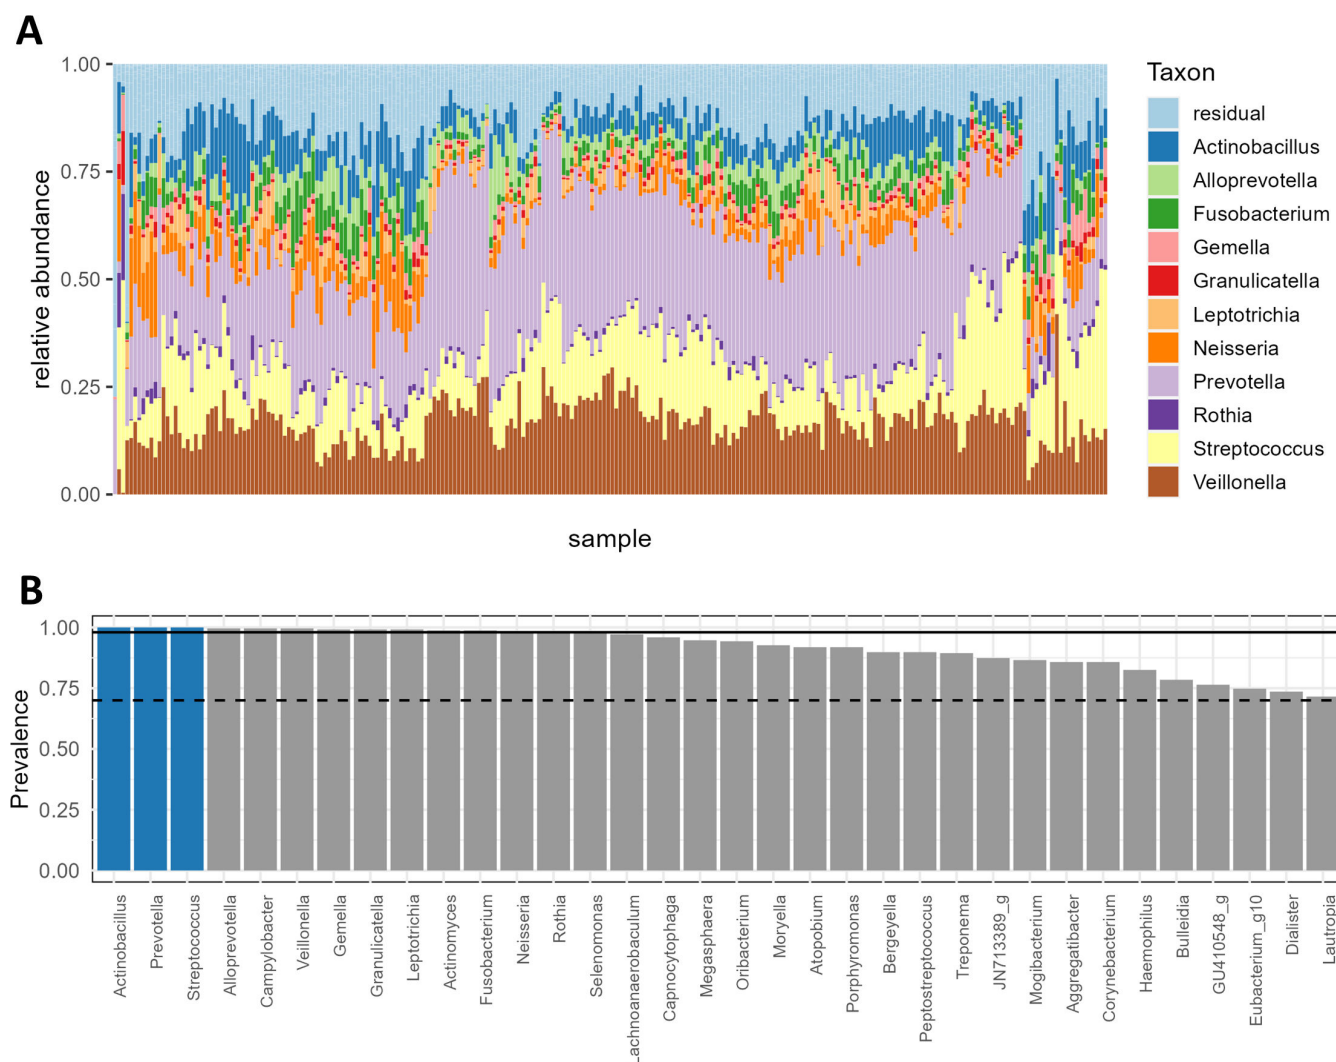 A
1.00
0.75
0.50
0.25
0.00
relative abundance
sample
Taxon
residual
Actinobacillus
Alloprevotella
Fusobacterium
Gemella
Granulicatella
Leptotrichia
Neisseria
Prevotella
Rothia
Streptococcus
Veillonella
B
1.00
0.75
0.50
0.25
0.00
Prevalence
Actinobacillus
Prevotella
Streptococcus
Alloprevotella
Campylobacter
Veillonella
Gemella
Granulicatella
Leptotrichia
Actinomyces
Fusobacterium
Neisseria
Rothia
Selenomonas
Lachnoanaerobaculum
Capnocytophaga
Megasphaera
Oribacterium
Moryella
Atopobium
Porphyromonas
Bergeyella
Peptostreptococcus
Treponema
JN713389_g
Mogibacterium
Aggregatibacter
Corynebacterium
Haemophilus
Bulleidia
GU410548_g
Eubacterium_g10
Dialister
Lautropia